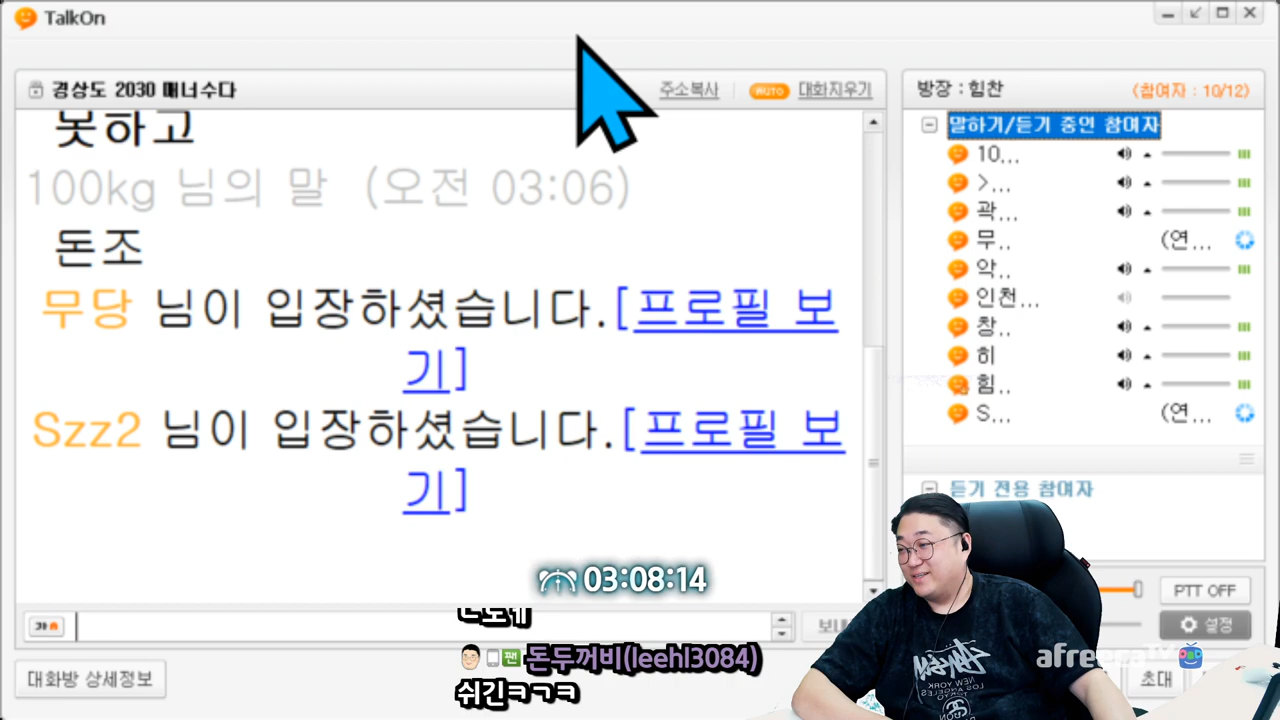 TalkOn
경상도 2030 매너수다
주소복사
AUTO 대화지우기
못하고
100kg 님의 말 (오전 03:06)
돈조
무당 님이 입장하셨습니다.[프로필 보
기]
Szz2 님이 입장하셨습니다.[프로필 보
기]
03:08:14
돈두꺼비(leehl3084)
쉬긴ㅋㅋㅋ
가
대화방 상세정보
방장 : 힘찬
(참여자 : 10/12)
말하기/듣기 중인 참여자
10...
>...
곽...
무.. (연...
악..
인천...
창..
히
힘..
S... (연...
듣기 전용 참여자
PTT OFF
설정
초대
NEW YORK